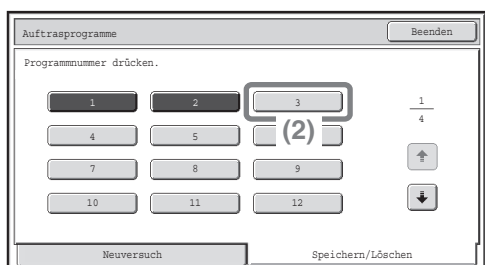 Auftrasprogramme Beenden
Programmnummer drücken.
1 2 3 1
4
4 5 (2)
7 8 9
10 11 12
Neuversuch Speichern/Löschen